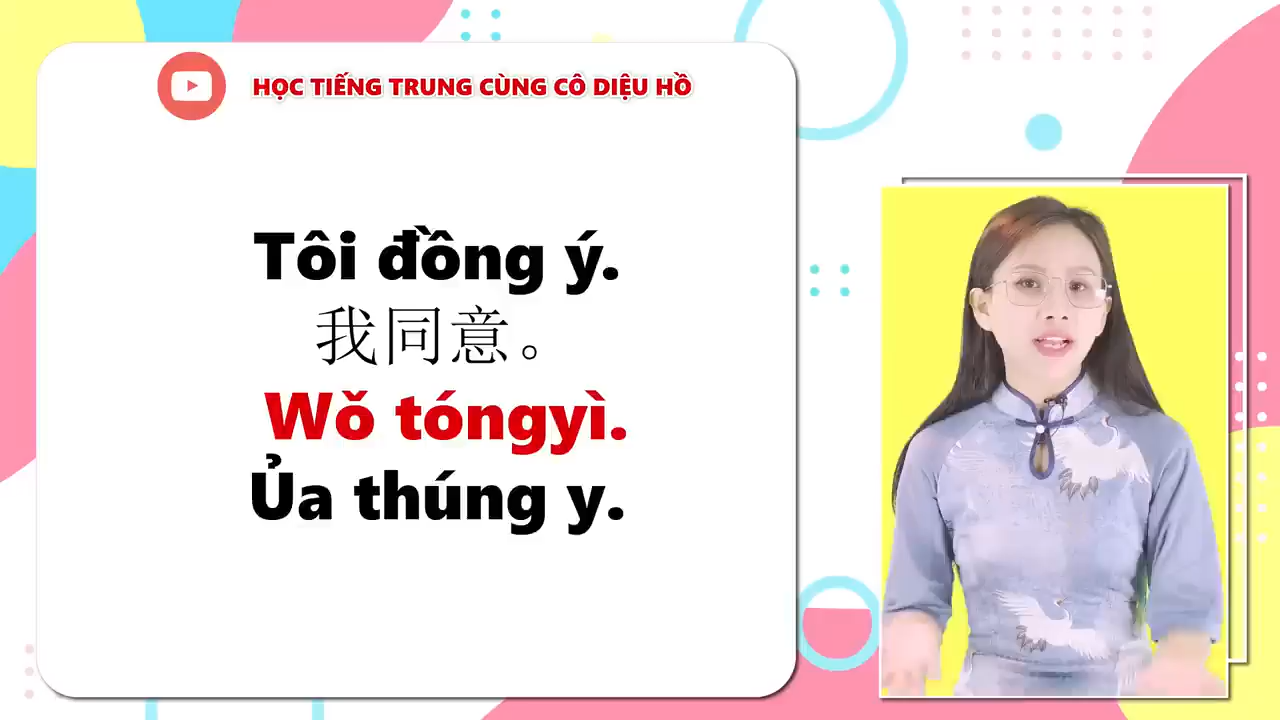 HỌC TIẾNG TRUNG CÙNG CÔ DIỆU HỒ
Tôi đồng ý.
我同意。
Wǒ tóngyì.
Ủa thúng y.